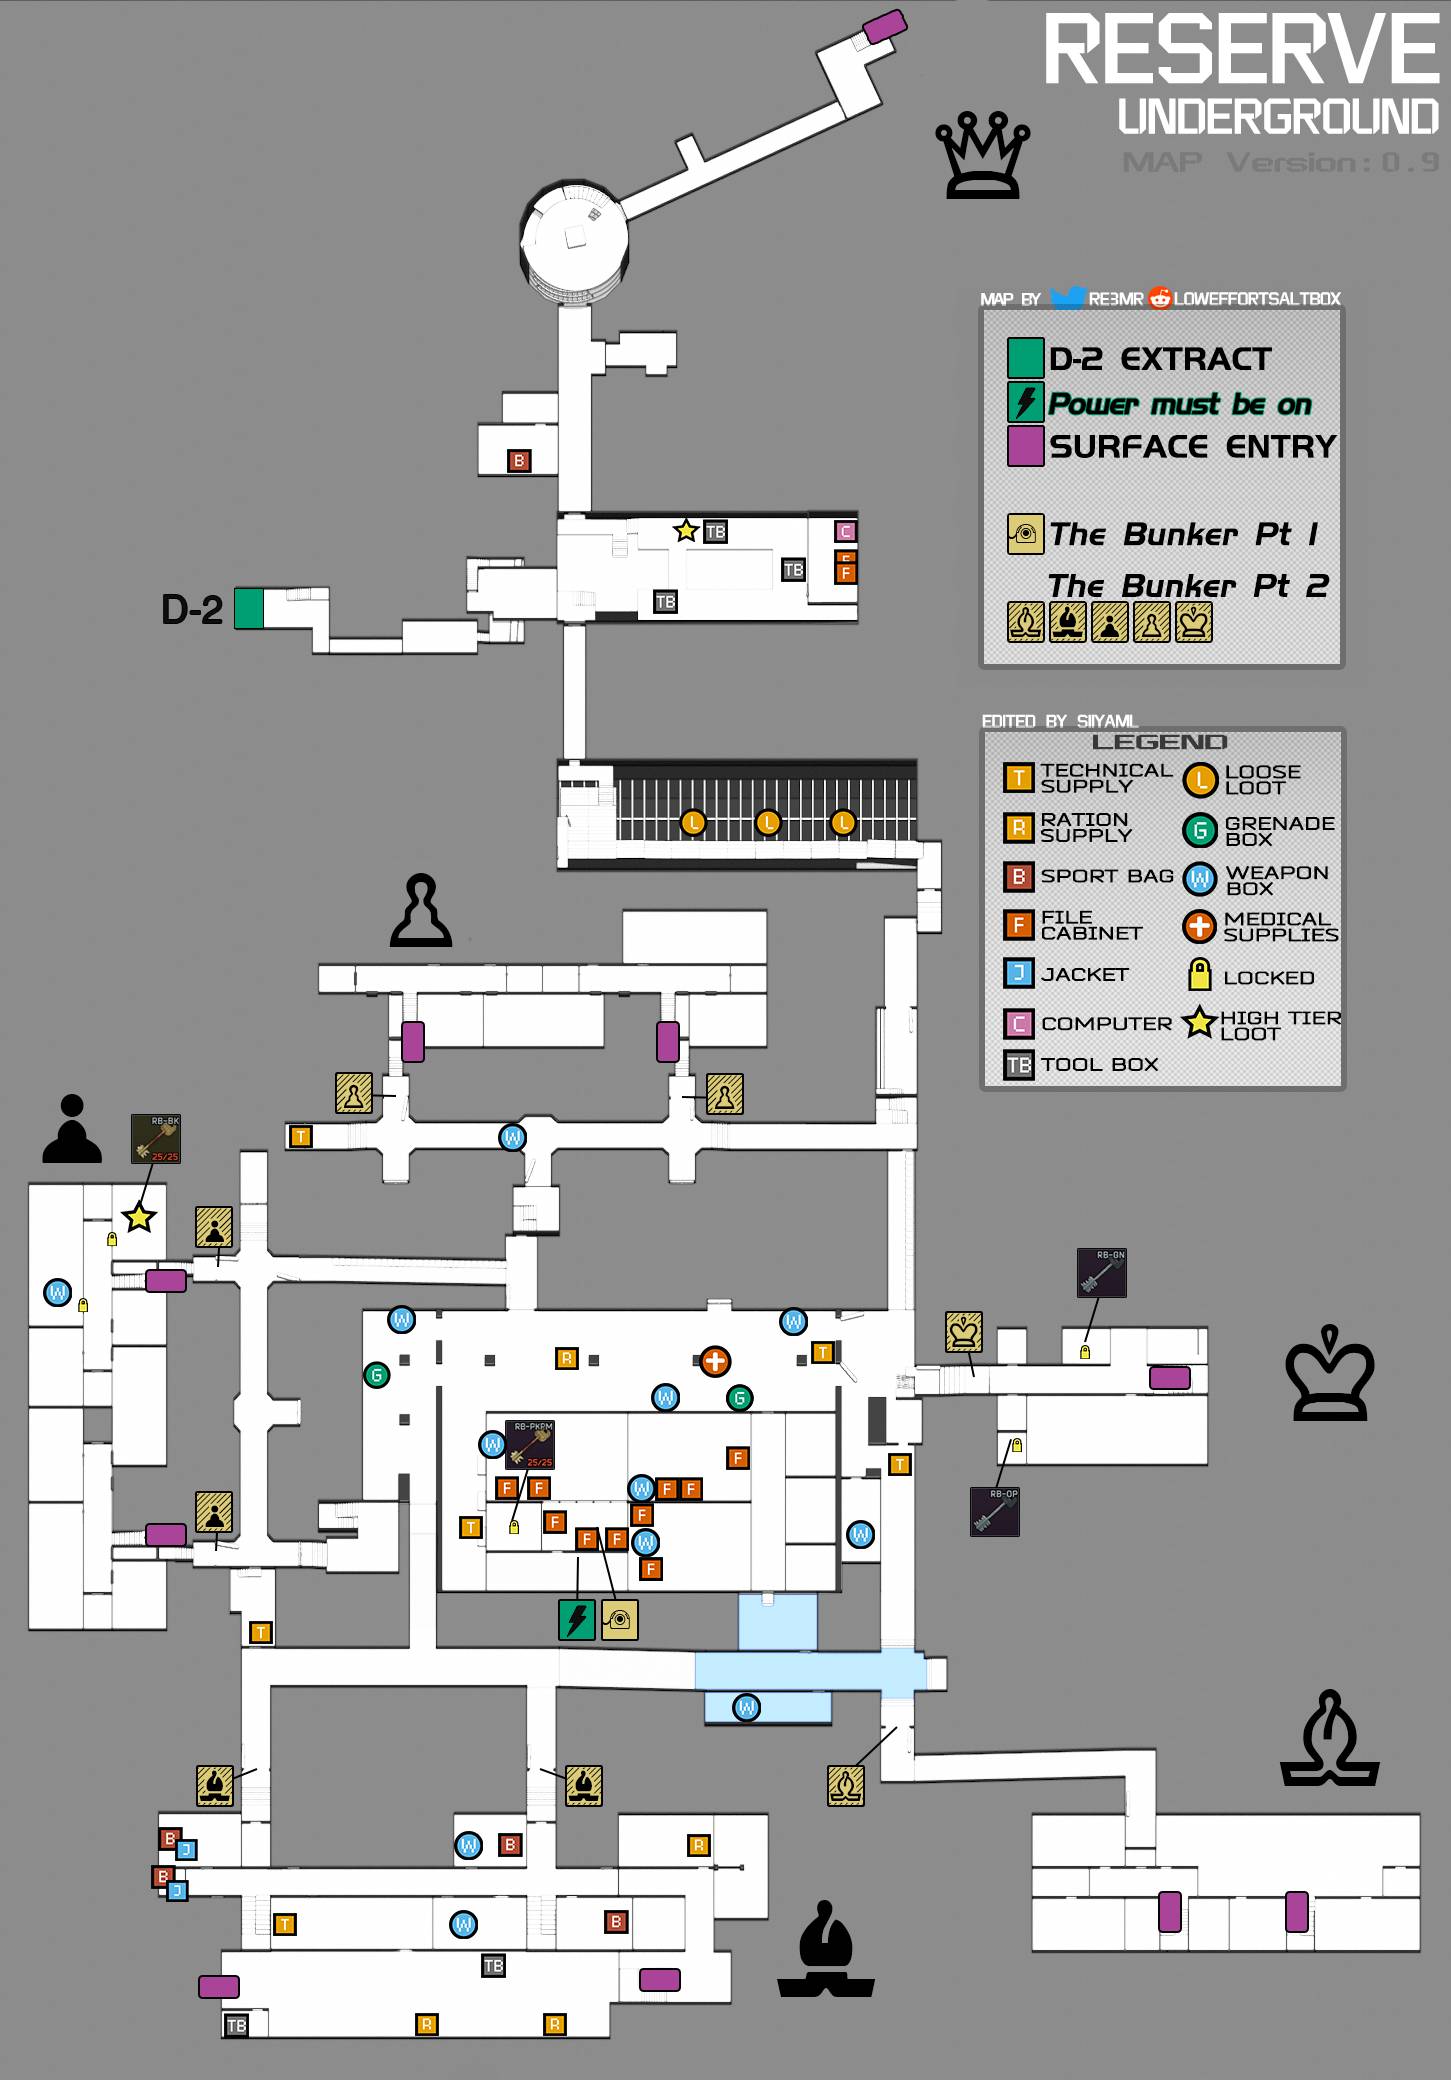 RESERVE
UNDERGROUND
MAP Version:0.9
MAP BY RE3MR LOWEFFORTSALTBOX
D-2 EXTRACT
Power must be on
SURFACE ENTRY
The Bunker Pt 1
The Bunker Pt 2
EDITED BY SIIYAML
LEGEND
T TECHNICAL
SUPPLY
L LOOSE
LOOT
R RATION
SUPPLY
G GRENADE
BOX
B SPORT BAG
W WEAPON
BOX
F FILE
CABINET
MEDICAL
SUPPLIES
J JACKET
LOCKED
C COMPUTER
HIGH TIER
LOOT
TB TOOL BOX
B
TB
C
TB
F
F
TB
D-2
L L L
T
W
RB-BK
25/25
W
RB-GN
W
W
T
R
G
W
G
RB-PKPM
25/25
W
F
T
F
F
W
F
F
RB-OP
F
T
F
F
F
W
W
F
T
W
B
J
W
B
R
B
J
T
W
B
TB
TB
R
R